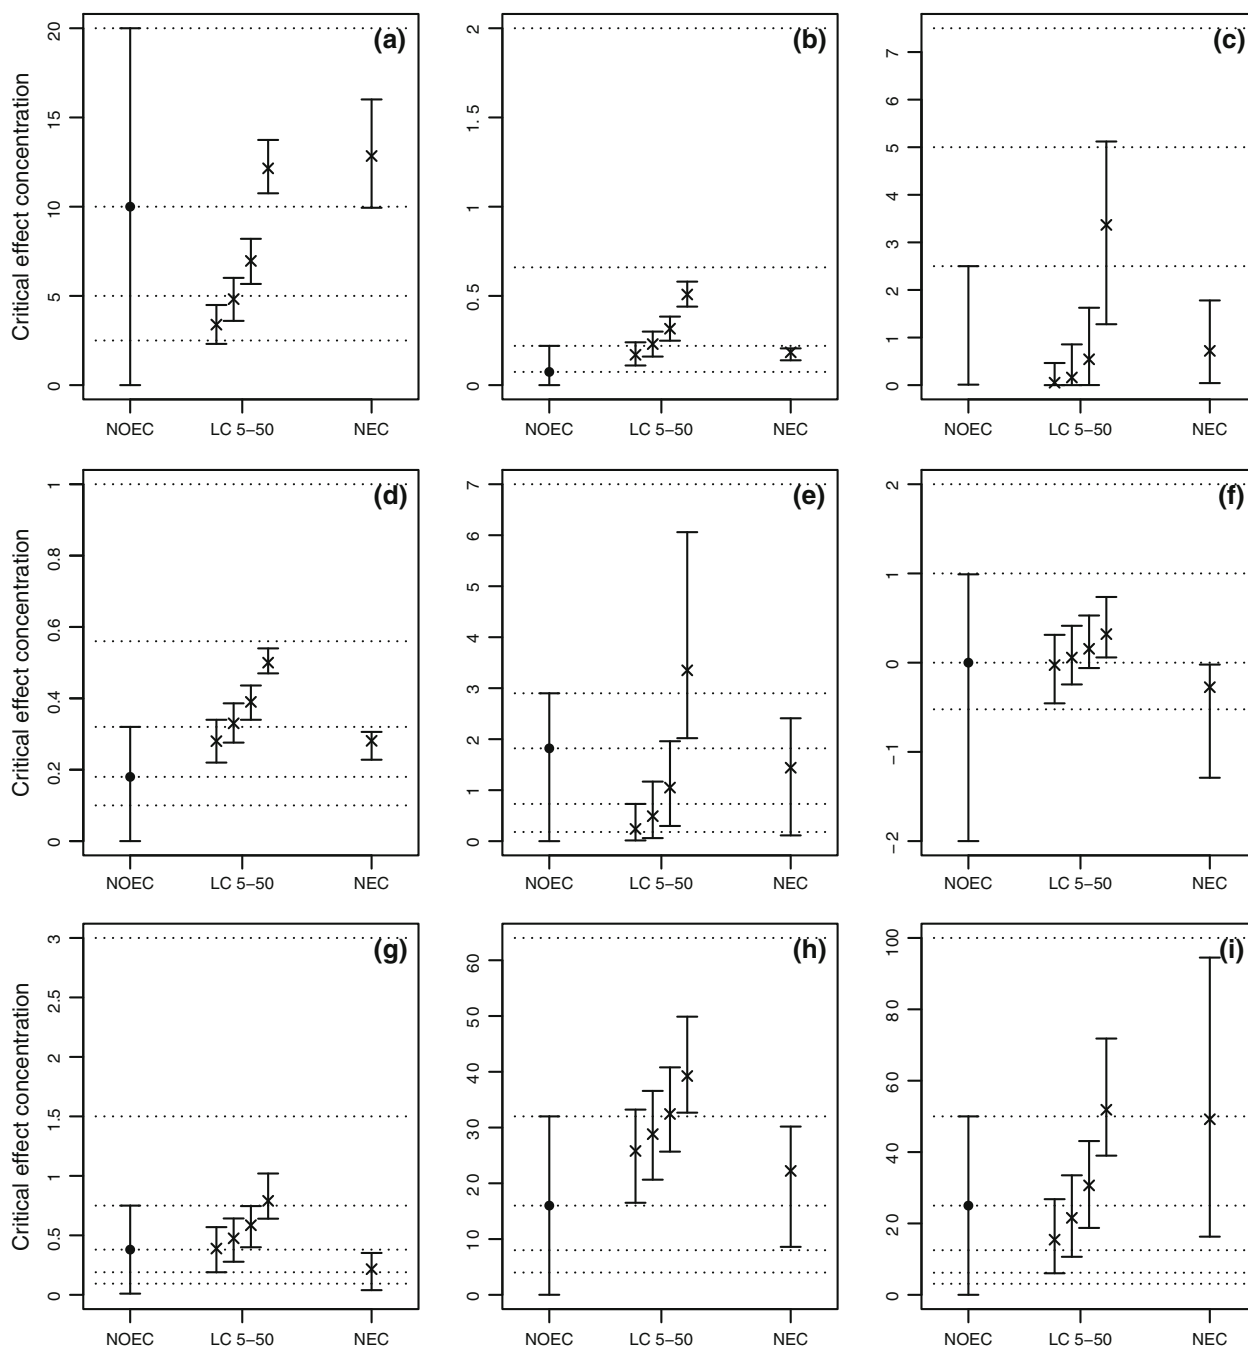 (a)
Critical effect concentration
0
5
10
15
20
NOEC
LC 5−50
NEC
(b)
0
0.5
1
1.5
2
NOEC
LC 5−50
NEC
(c)
0
1
2
3
4
5
6
7
NOEC
LC 5−50
NEC
(d)
Critical effect concentration
0
0.2
0.4
0.6
0.8
1
NOEC
LC 5−50
NEC
(e)
0
1
2
3
4
5
6
7
NOEC
LC 5−50
NEC
(f)
−2
−1
0
1
2
NOEC
LC 5−50
NEC
(g)
Critical effect concentration
0
0.5
1
1.5
2
2.5
3
NOEC
LC 5−50
NEC
(h)
0
10
20
30
40
50
60
NOEC
LC 5−50
NEC
(i)
0
20
40
60
80
100
NOEC
LC 5−50
NEC